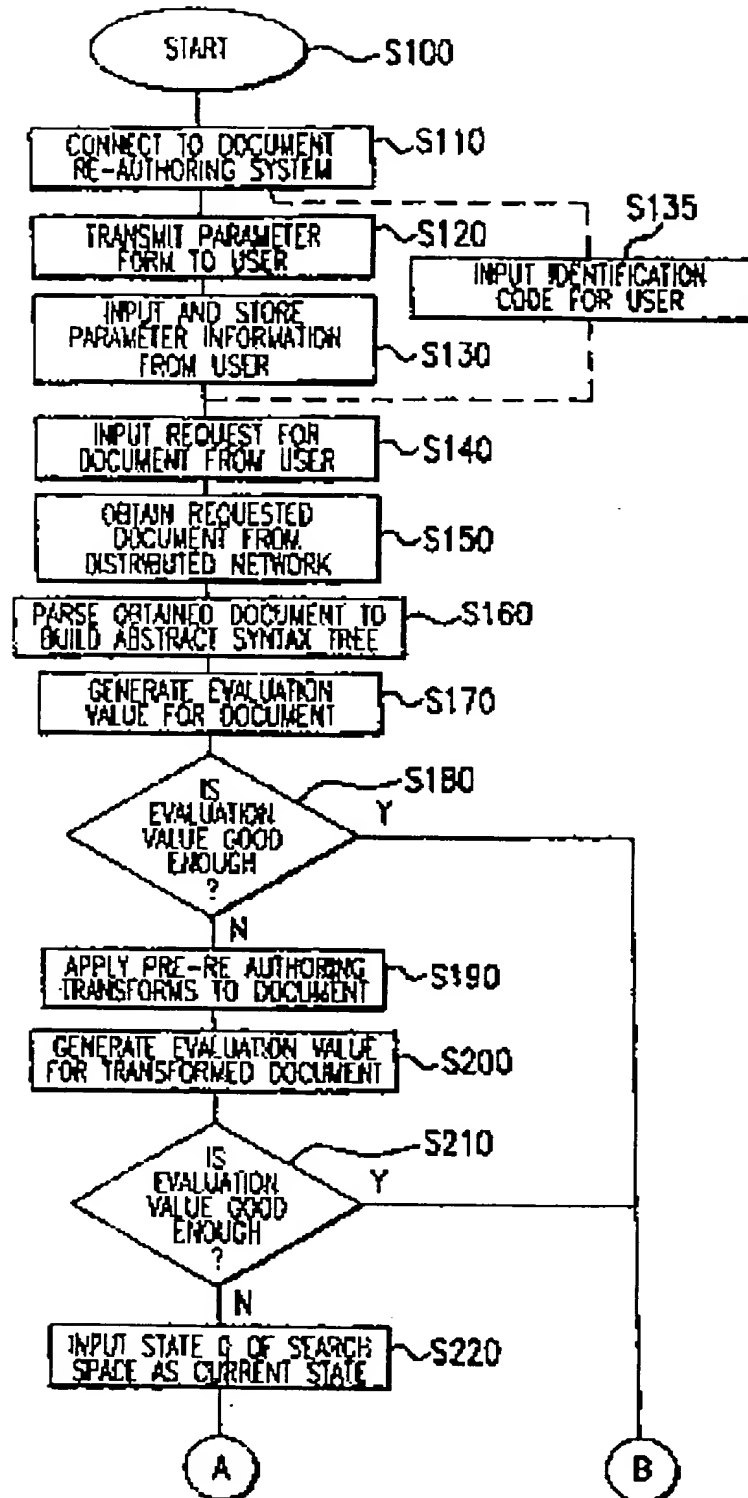 START
S100
CONNECT TO DOCUMENT
RE-AUTHORING SYSTEM
S110
TRANSMIT PARAMETER
FORM TO USER
S120
S135
INPUT IDENTIFICATION
CODE FOR USER
INPUT AND STORE
PARAMETER INFORMATION
FROM USER
S130
INPUT REQUEST FOR
DOCUMENT FROM USER
S140
OBTAIN REQUESTED
DOCUMENT FROM
DISTRIBUTED NETWORK
S150
PARSE OBTAINED DOCUMENT TO
BUILD ABSTRACT SYNTAX TREE
S160
GENERATE EVALUATION
VALUE FOR DOCUMENT
S170
IS
EVALUATION
VALUE GOOD
ENOUGH
?
S180
Y
N
APPLY PRE-RE AUTHORING
TRANSFORMS TO DOCUMENT
S190
GENERATE EVALUATION VALUE
FOR TRANSFORMED DOCUMENT
S200
IS
EVALUATION
VALUE GOOD
ENOUGH
?
S210
Y
N
INPUT STATE 0 OF SEARCH
SPACE AS CURRENT STATE
S220
A
B